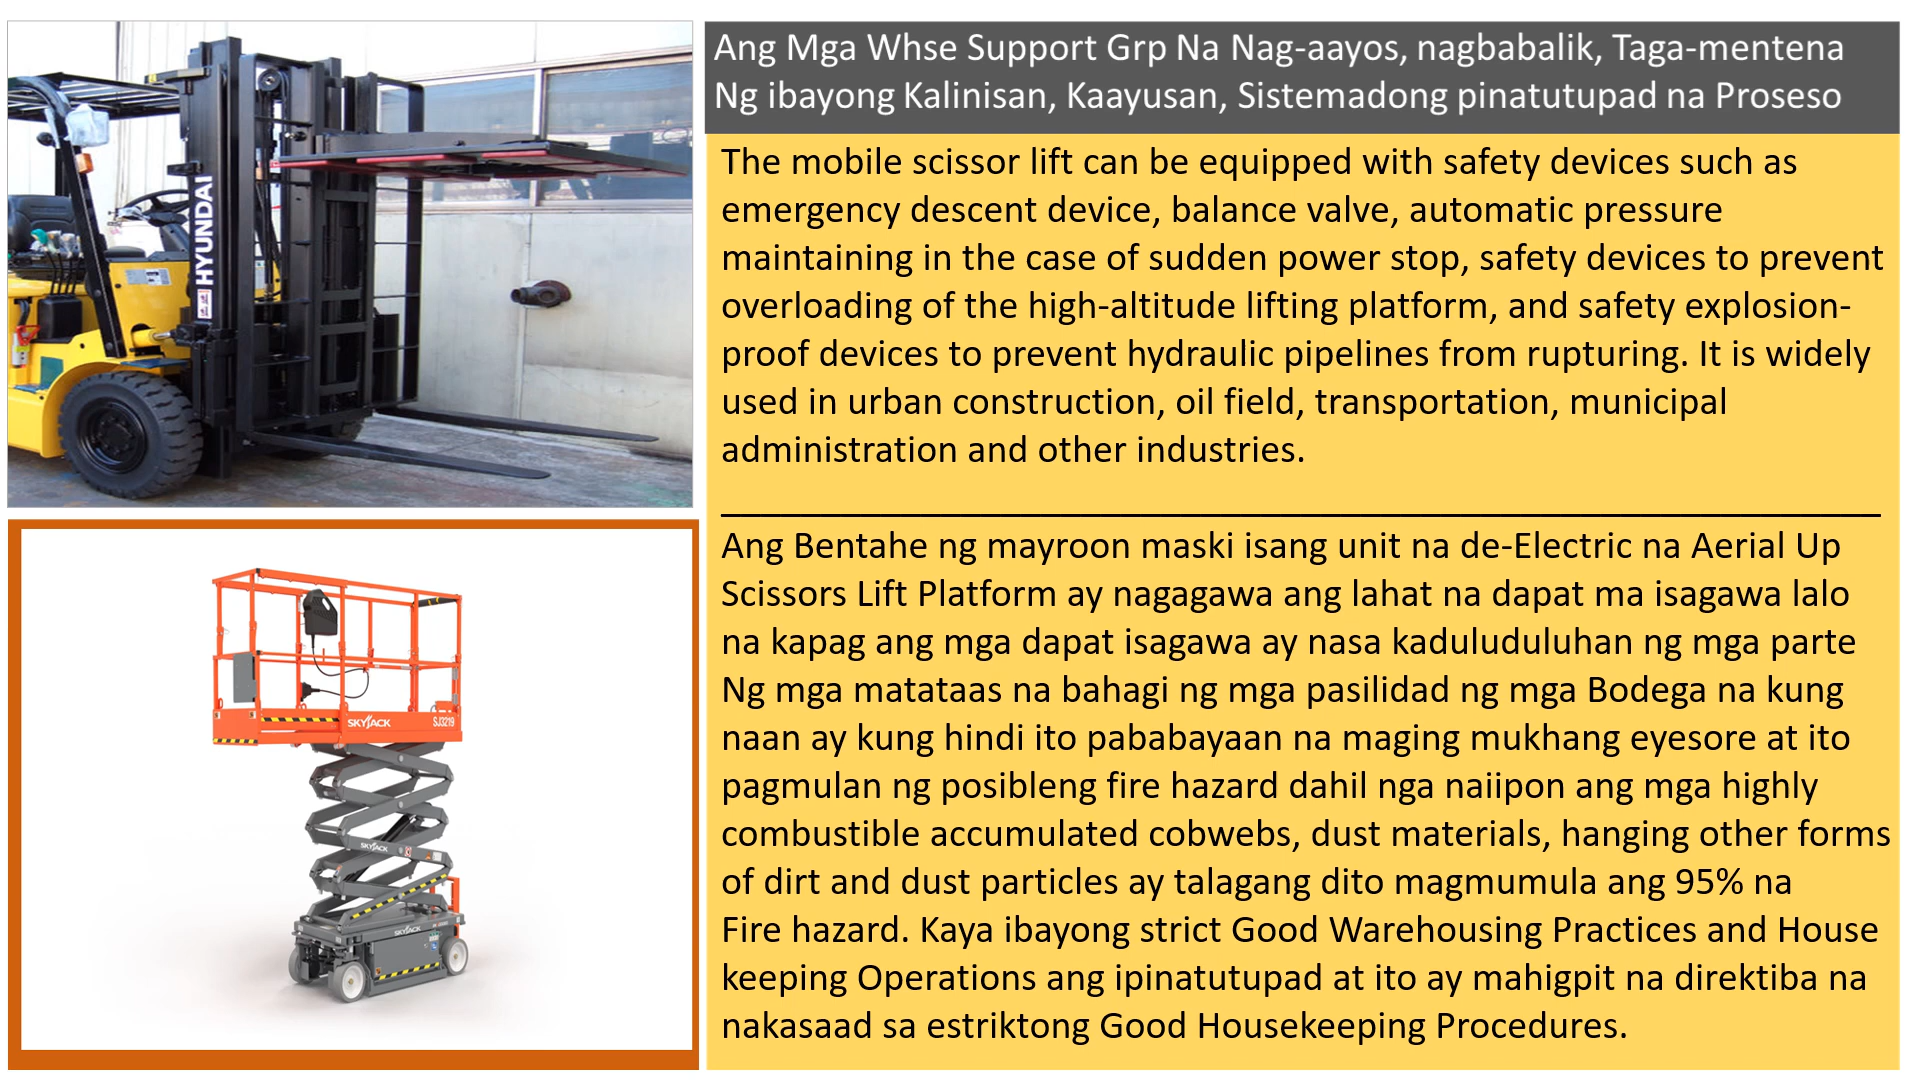 HYUNDAI
SKYJACK
SJ3219
SKYJACK
SKYJACK
Ang Mga Whse Support Grp Na Nag-aayos, nagbabalik, Taga-mentena
Ng ibayong Kalinisan, Kaayusan, Sistemadong pinatutupad na Proseso
The mobile scissor lift can be equipped with safety devices such as
emergency descent device, balance valve, automatic pressure
maintaining in the case of sudden power stop, safety devices to prevent
overloading of the high-altitude lifting platform, and safety explosion-
proof devices to prevent hydraulic pipelines from rupturing. It is widely
used in urban construction, oil field, transportation, municipal
administration and other industries.
Ang Bentahe ng mayroon maski isang unit na de-Electric na Aerial Up
Scissors Lift Platform ay nagagawa ang lahat na dapat ma isagawa lalo
na kapag ang mga dapat isagawa ay nasa kaduluduluhan ng mga parte
Ng mga matataas na bahagi ng mga pasilidad ng mga Bodega na kung
naan ay kung hindi ito pababayaan na maging mukhang eyesore at ito
pagmulan ng posibleng fire hazard dahil nga naiipon ang mga highly
combustible accumulated cobwebs, dust materials, hanging other forms
of dirt and dust particles ay talagang dito magmumula ang 95% na
Fire hazard. Kaya ibayong strict Good Warehousing Practices and House
keeping Operations ang ipinatutupad at ito ay mahigpit na direktiba na
nakasaad sa estriktong Good Housekeeping Procedures.